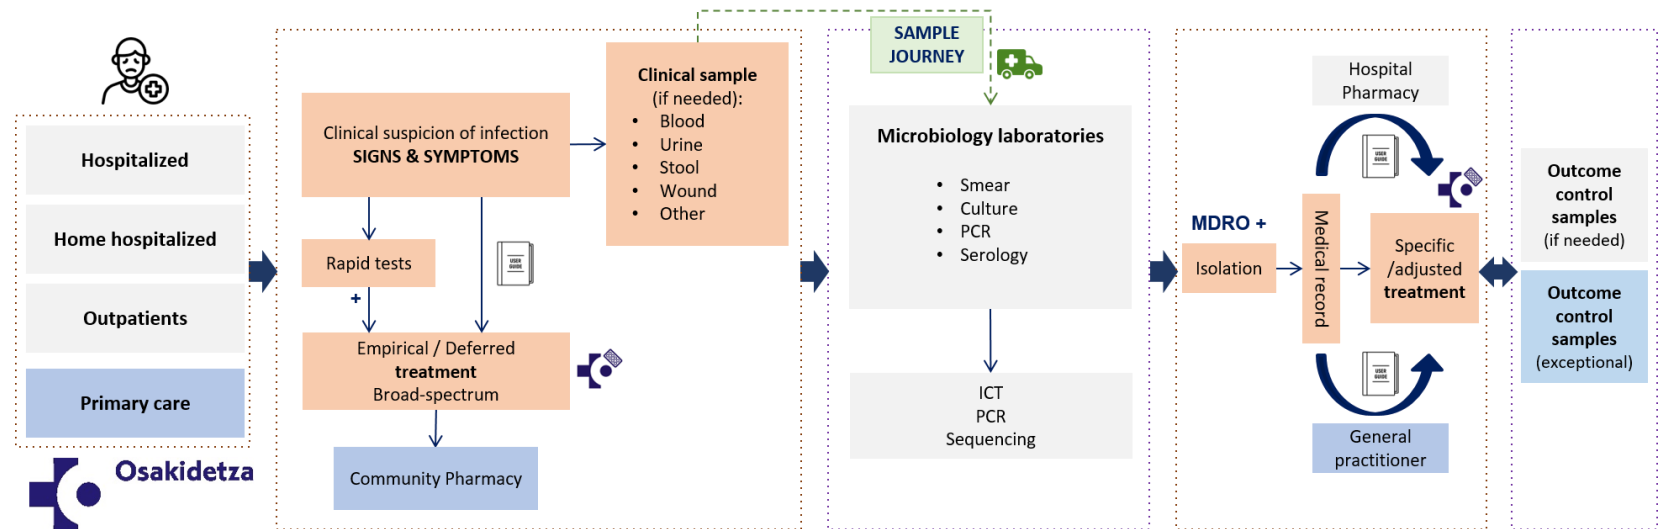 Hospitalized
Home hospitalized
Outpatients
Primary care
Osakidetza
Clinical suspicion of infection
SIGNS & SYMPTOMS
Rapid tests
+
USER
GUIDE
Empirical / Deferred
treatment
Broad-spectrum
Community Pharmacy
Clinical sample
(if needed):
• Blood
• Urine
• Stool
• Wound
• Other
SAMPLE
JOURNEY
Microbiology laboratories
• Smear
• Culture
• PCR
• Serology
ICT
PCR
Sequencing
MDRO +
Isolation
Medical record
Hospital
Pharmacy
USER
GUIDE
Specific
/adjusted
treatment
USER
GUIDE
General
practitioner
Outcome
control
samples
(if needed)
Outcome
control
samples
(exceptional)